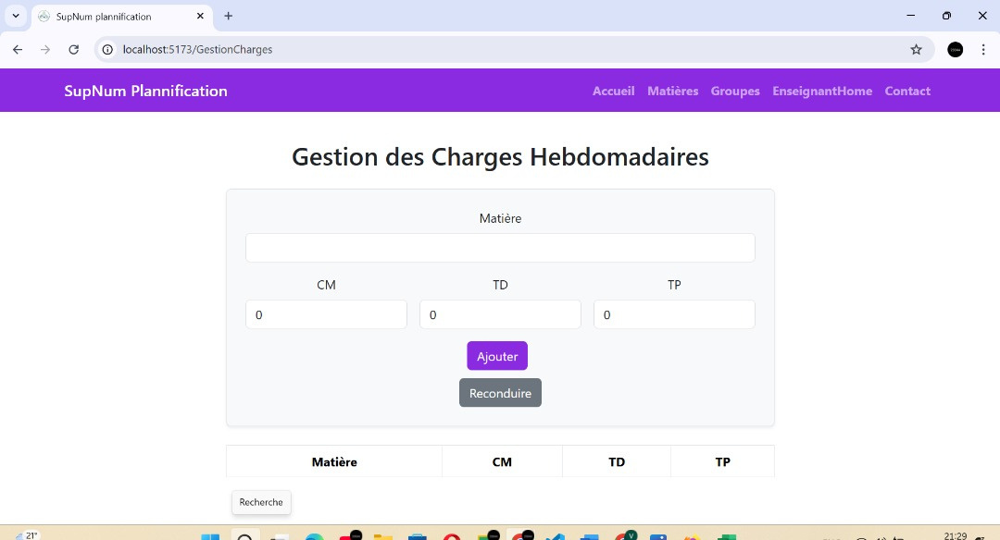 SupNum plannification
localhost:5173/GestionCharges
SupNum Plannification Accueil Matières Groupes EnseignantHome Contact
Gestion des Charges Hebdomadaires
Matière
CM TD TP
0 0 0
Ajouter
Reconduire
Matière CM TD TP
Recherche
21°
21:29